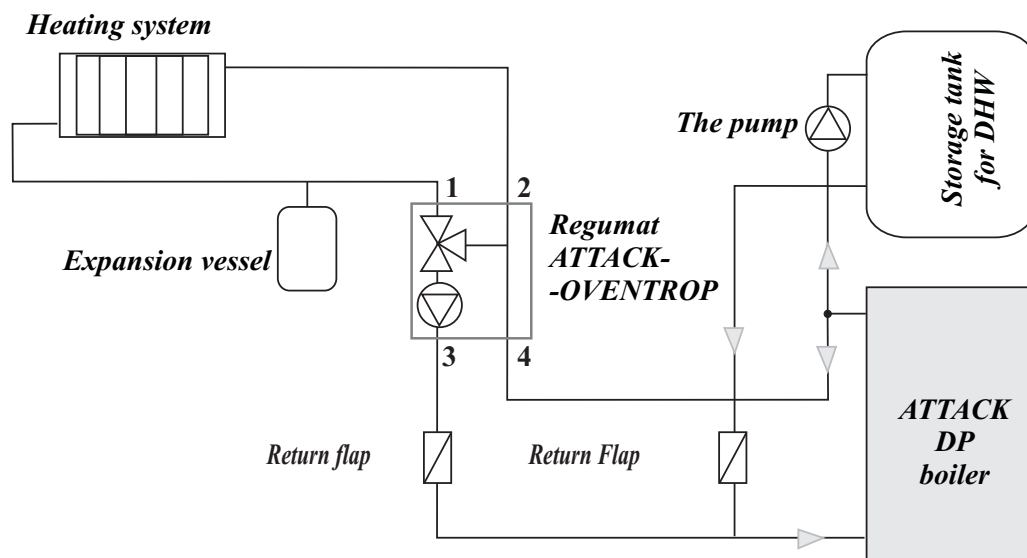 Heating system
The pump
Storage tank
for DHW
1
2
Regumat
ATTACK-
-OVENTROP
Expansion vessel
3
4
ATTACK
DP
boiler
Return flap
Return Flap